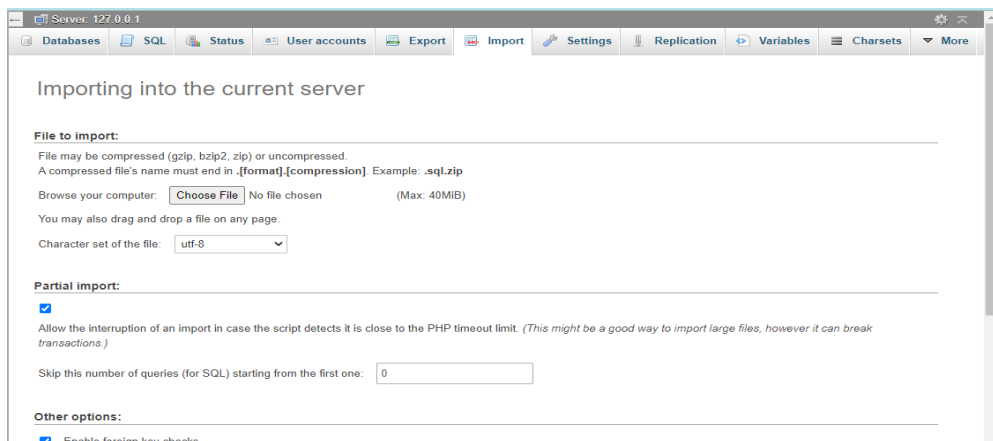 Server: 127.0.0.1
Databases SQL Status User accounts Export Import Settings Replication Variables Charsets More
Importing into the current server
File to import:
File may be compressed (gzip, bzip2, zip) or uncompressed.
A compressed file's name must end in .[format].[compression]. Example: .sql.zip
Browse your computer: Choose File No file chosen (Max: 40MiB)
You may also drag and drop a file on any page.
Character set of the file: utf-8
Partial import:
Allow the interruption of an import in case the script detects it is close to the PHP timeout limit. (This might be a good way to import large files, however it can break
transactions.)
Skip this number of queries (for SQL) starting from the first one: 0
Other options:
Enable foreign key checks